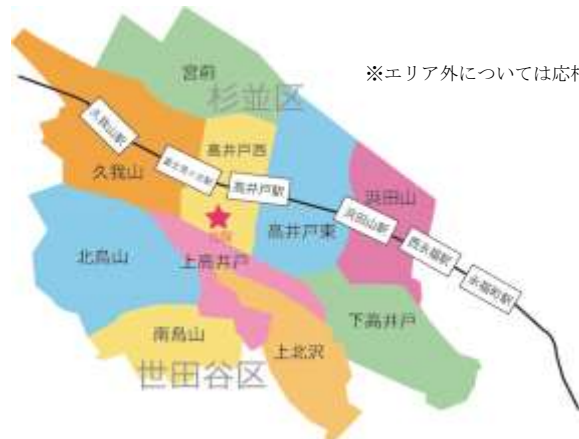 宮前
※エリア外については応相
杉並区
久我山駅
高井戸西
久我山
富士見ヶ丘駅
高井戸駅
浜田山
浜田山駅
高井戸東
西永福駅
北烏山
上高井戸
永福町駅
下高井戸
南烏山
上北沢
世田谷区